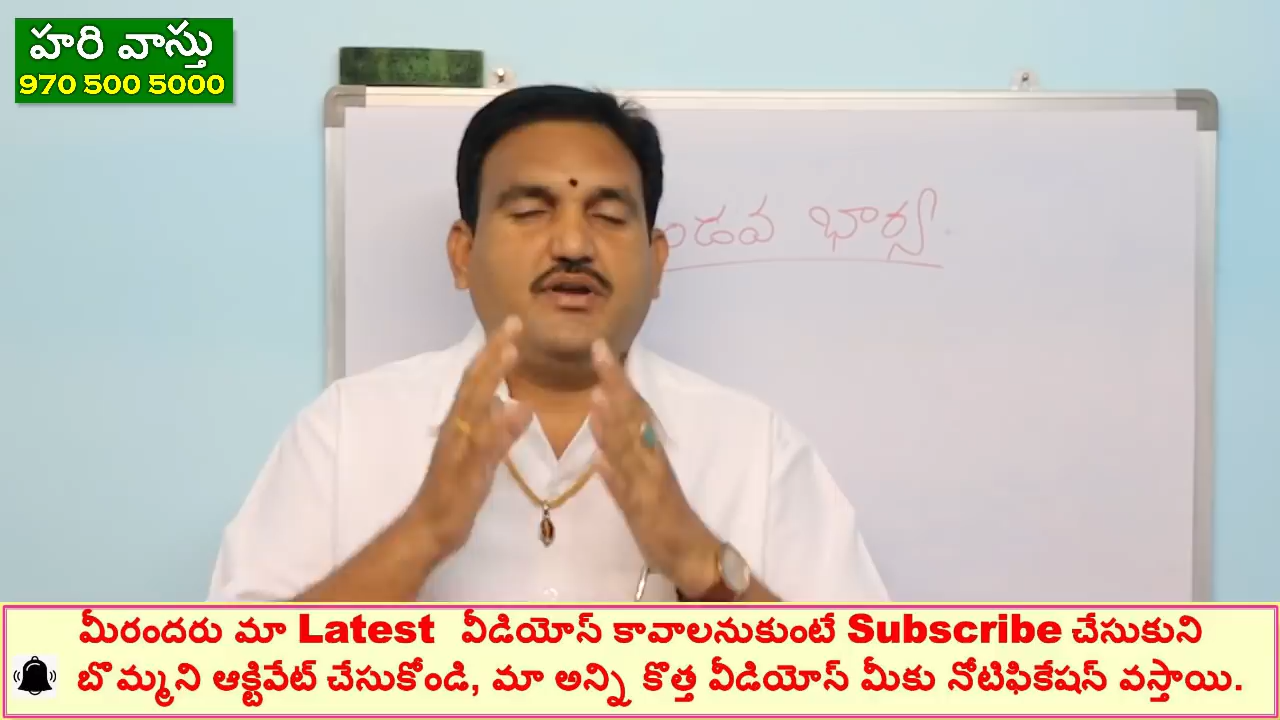 హరి వాస్తు
970 500 5000
భార్య
మీరందరు మా Latest వీడియోస్ కావాలనుకుంటే Subscribe చేసుకుని
బొమ్మని ఆక్టివేట్ చేసుకోండి, మా అన్ని కొత్త వీడియోస్ మీకు నోటిఫికేషన్ వస్తాయి.